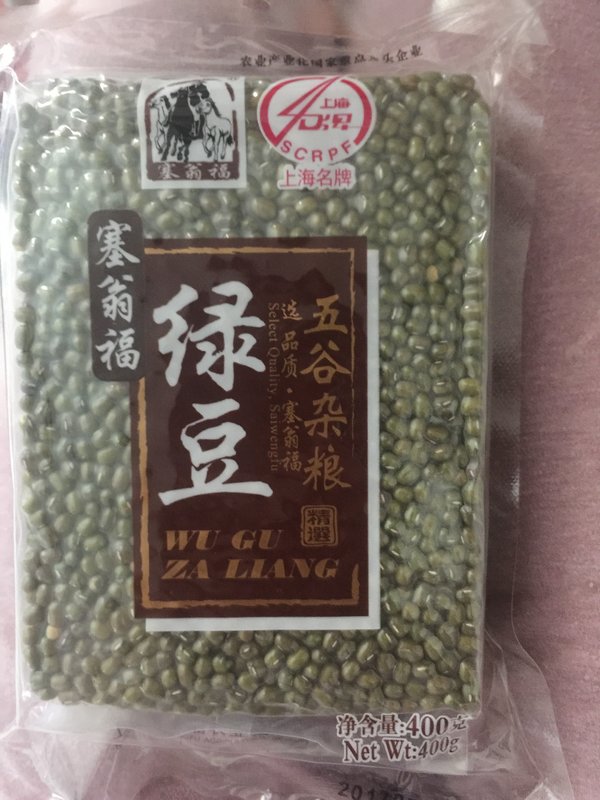 农业产业化国家重点龙头企业
塞翁福
上海
名牌
SCRPF
上海名牌
塞翁福
绿豆
五谷杂粮
选品质·塞翁福
Select Quality, Saiwengfu
精選
WU GU
ZA LIANG
净含量:400克
Net Wt:400g